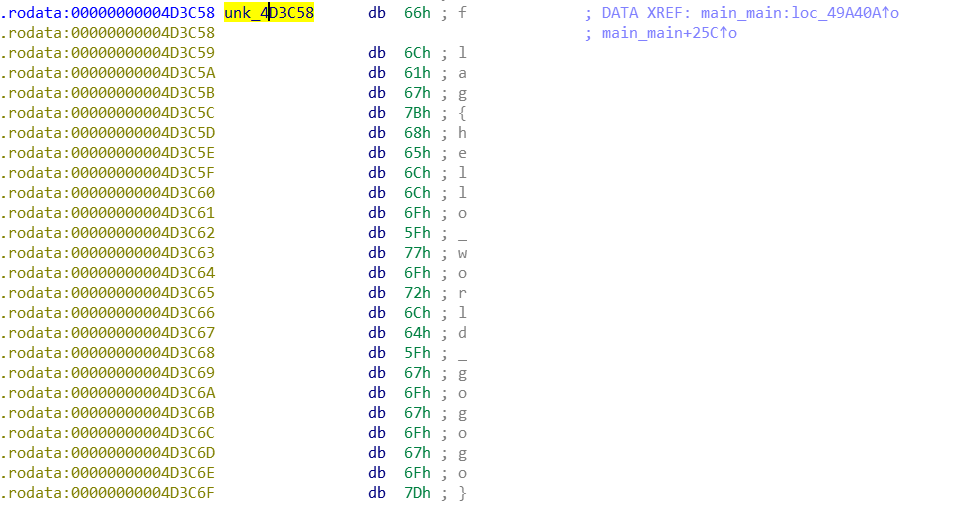 .rodata:00000000004D3C58 unk_4D3C58 db 66h ; f ; DATA XREF: main_main:loc_49A40A↑o
.rodata:00000000004D3C58 ; main_main+25C↑o
.rodata:00000000004D3C59 db 6Ch ; l
.rodata:00000000004D3C5A db 61h ; a
.rodata:00000000004D3C5B db 67h ; g
.rodata:00000000004D3C5C db 7Bh ; {
.rodata:00000000004D3C5D db 68h ; h
.rodata:00000000004D3C5E db 65h ; e
.rodata:00000000004D3C5F db 6Ch ; l
.rodata:00000000004D3C60 db 6Ch ; l
.rodata:00000000004D3C61 db 6Fh ; o
.rodata:00000000004D3C62 db 5Fh ; _
.rodata:00000000004D3C63 db 77h ; w
.rodata:00000000004D3C64 db 6Fh ; o
.rodata:00000000004D3C65 db 72h ; r
.rodata:00000000004D3C66 db 6Ch ; l
.rodata:00000000004D3C67 db 64h ; d
.rodata:00000000004D3C68 db 5Fh ; _
.rodata:00000000004D3C69 db 67h ; g
.rodata:00000000004D3C6A db 6Fh ; o
.rodata:00000000004D3C6B db 67h ; g
.rodata:00000000004D3C6C db 6Fh ; o
.rodata:00000000004D3C6D db 67h ; g
.rodata:00000000004D3C6E db 6Fh ; o
.rodata:00000000004D3C6F db 7Dh ; }